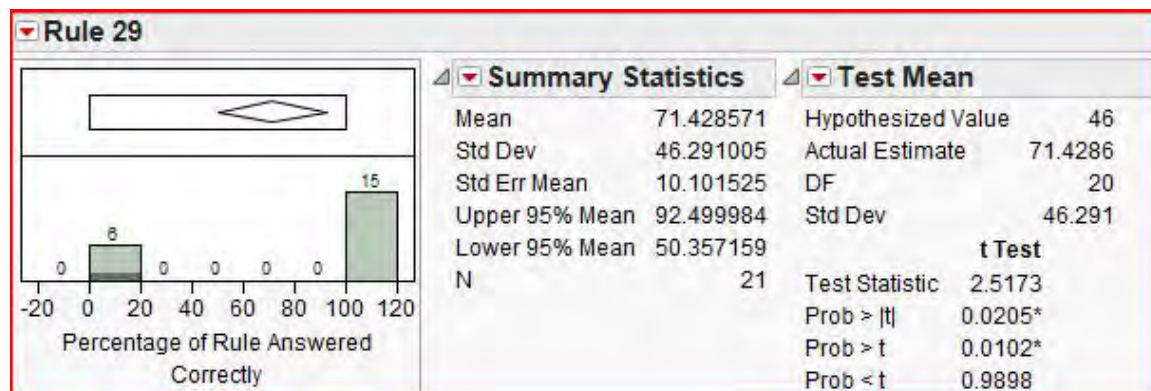 Rule 29
15
6
0 0 0 0 0
-20 0 20 40 60 80 100 120
Percentage of Rule Answered
Correctly
Summary Statistics
Mean 71.428571
Std Dev 46.291005
Std Err Mean 10.101525
Upper 95% Mean 92.499984
Lower 95% Mean 50.357159
N 21
Test Mean
Hypothesized Value 46
Actual Estimate 71.4286
DF 20
Std Dev 46.291
t Test
Test Statistic 2.5173
Prob > |t| 0.0205*
Prob > t 0.0102*
Prob < t 0.9898